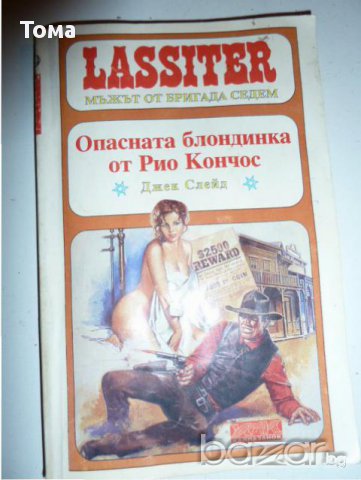 Тома
LASSITER
МЪЖЪТ ОТ БРИГАДА СЕДЕМ
Опасната блондинка
от Рио Кончос
Джек Слейд
$2500
REWARD
bazar.bg